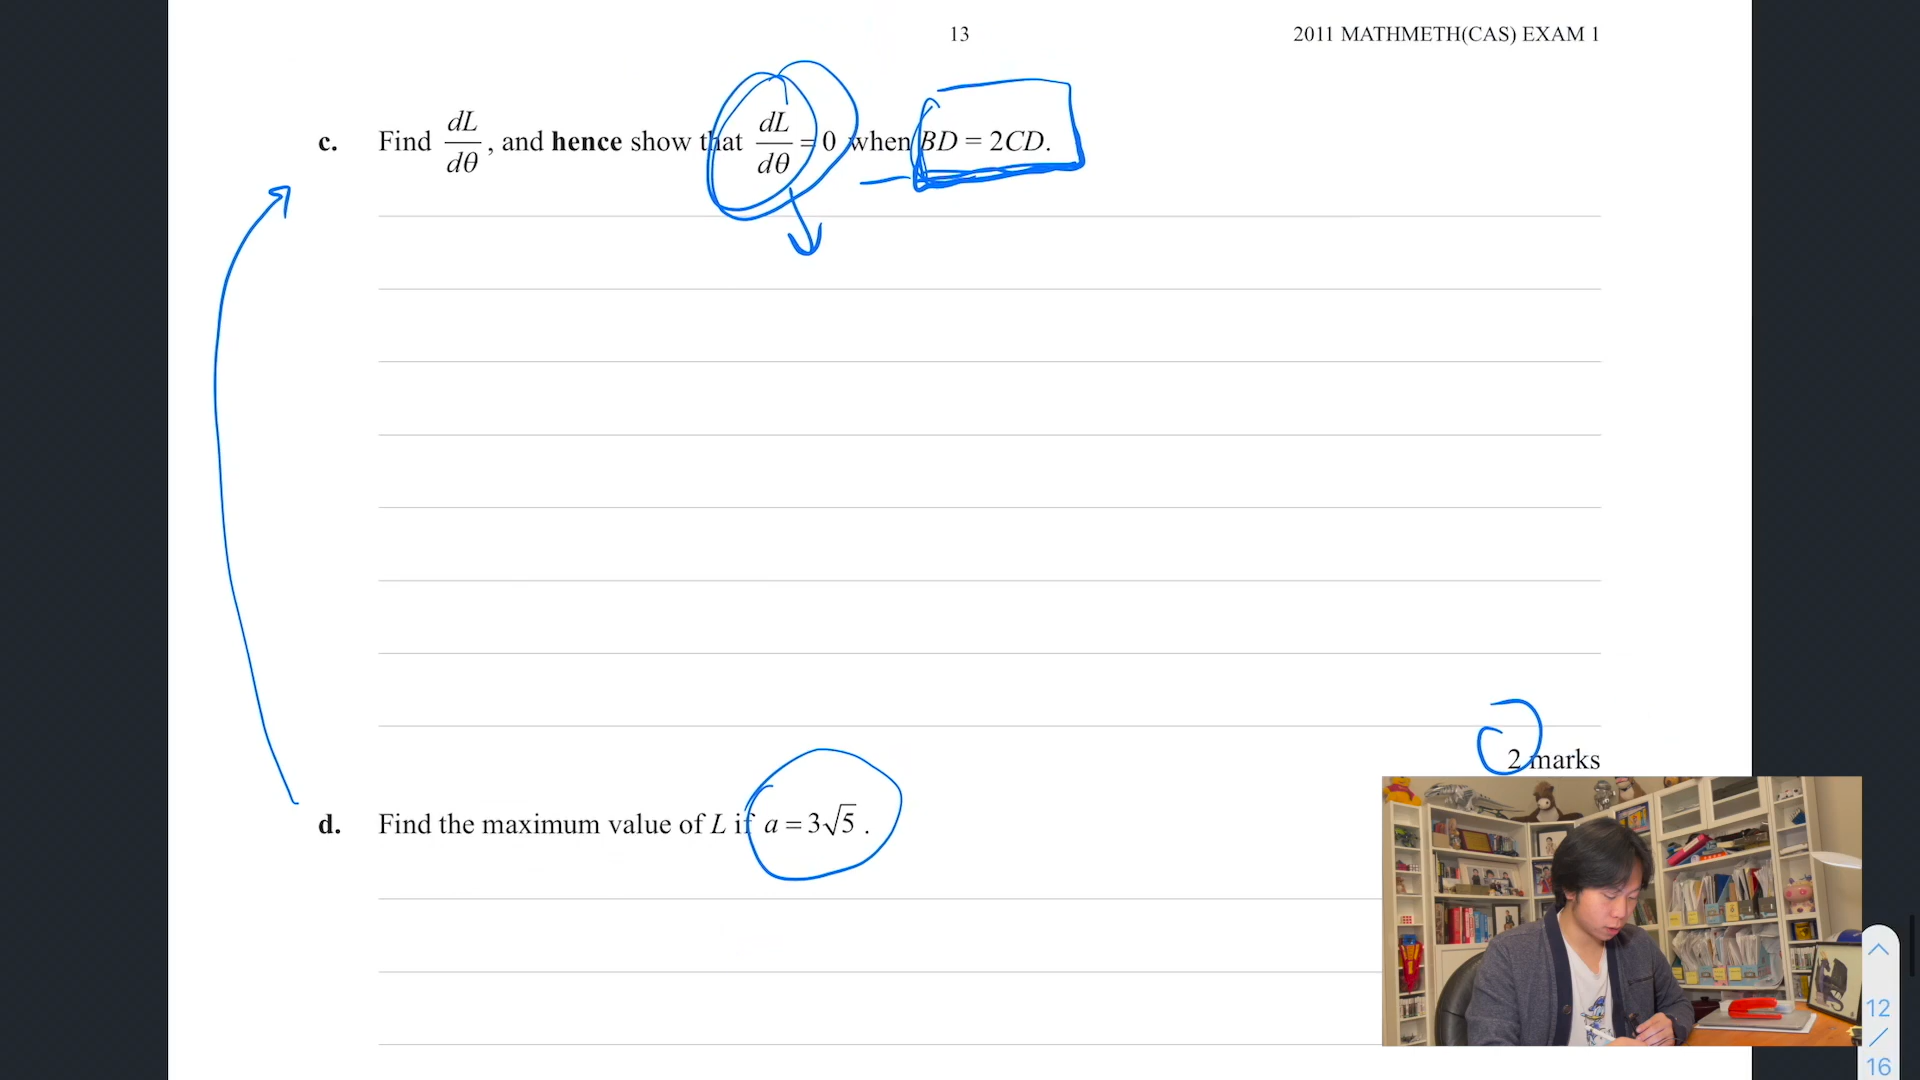 13 2011 MATHMETH(CAS) EXAM 1
c. Find dL/dθ, and hence show that dL/dθ = 0 when BD = 2CD.
2 marks
d. Find the maximum value of L if a = 3√5.
12
/
16